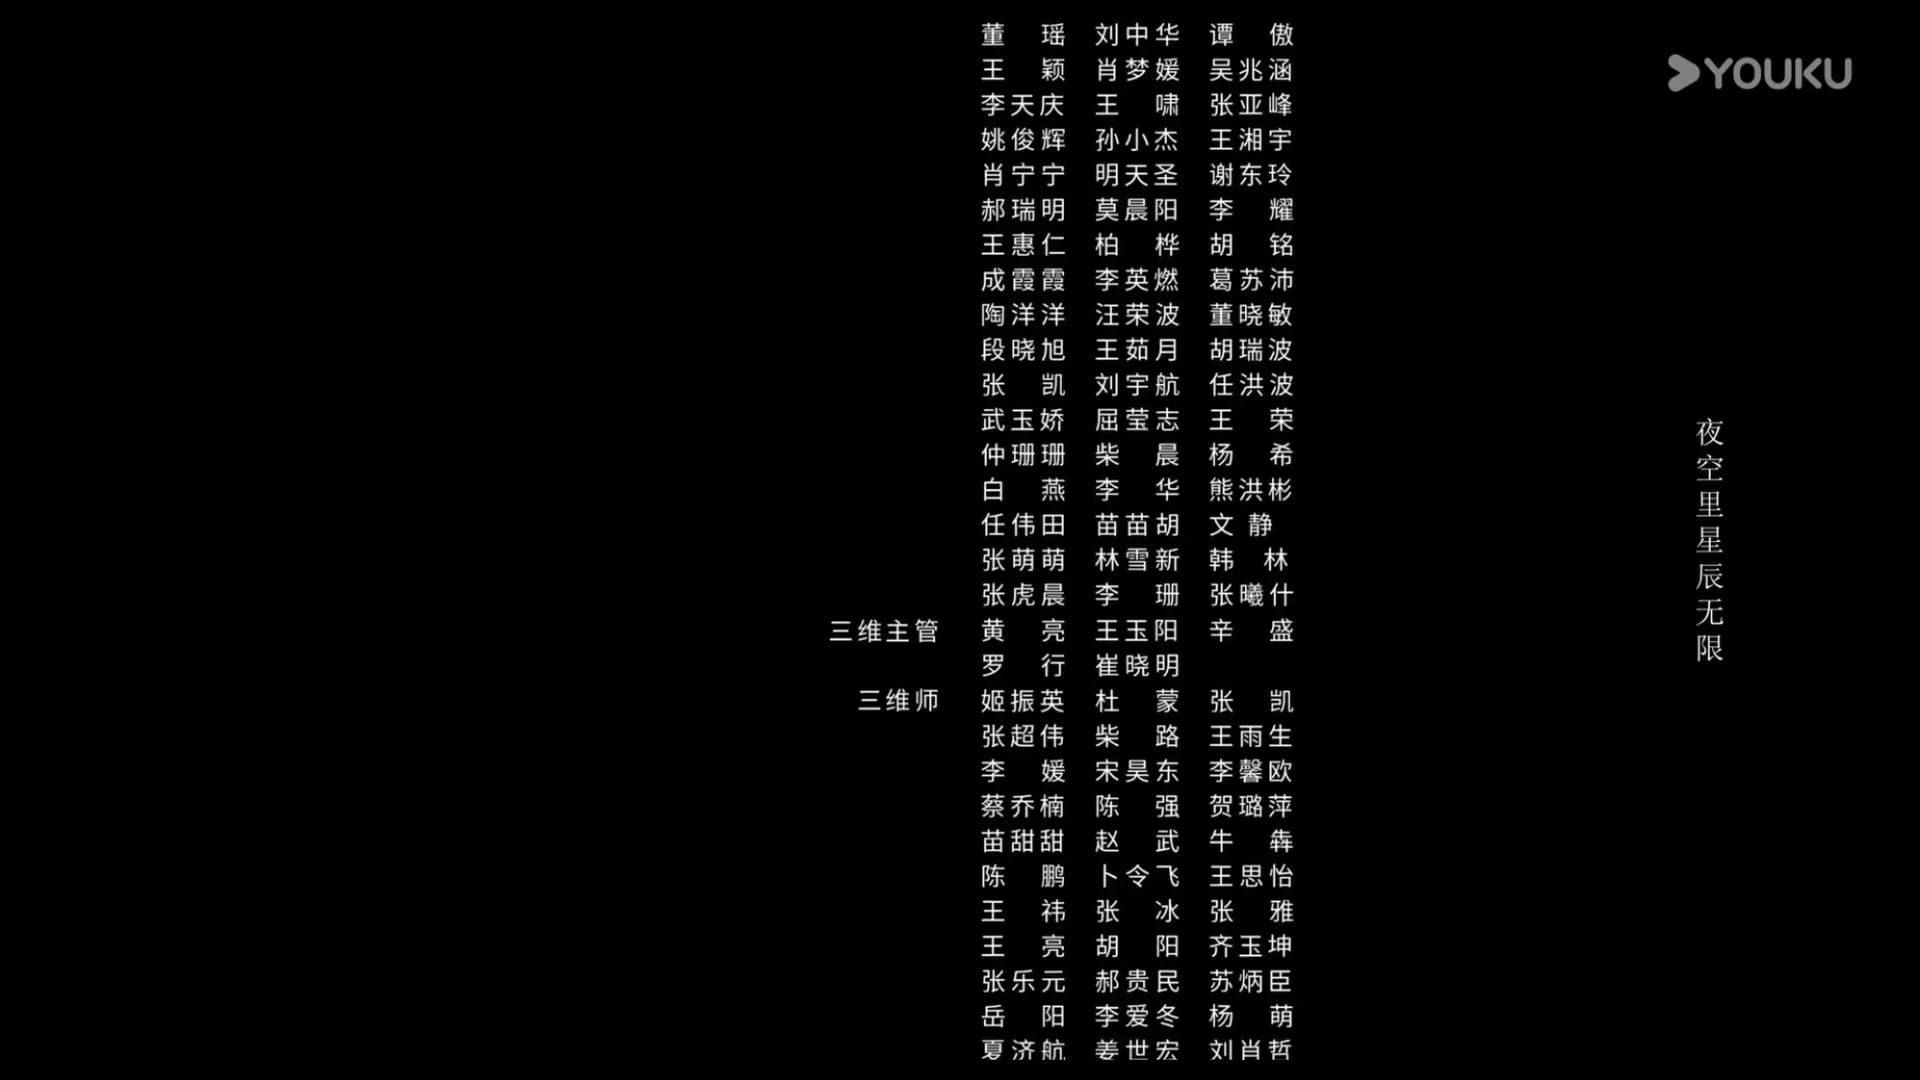 董　瑶　刘中华　谭　傲
王　颖　肖梦媛　吴兆涵
李天庆　王　啸　张亚峰
姚俊辉　孙小杰　王湘宇
肖宁宁　明天圣　谢东玲
郝瑞明　莫晨阳　李　耀
王惠仁　柏　桦　胡　铭
成霞霞　李英燃　葛苏沛
陶洋洋　汪荣波　董晓敏
段晓旭　王茹月　胡瑞波
张　凯　刘宇航　任洪波
武玉娇　屈莹志　王　荣
仲珊珊　柴　晨　杨　希
白　燕　李　华　熊洪彬
任伟田　苗苗胡　文 静
张萌萌　林雪新　韩　林
张虎晨　李　珊　张曦什
三维主管　黄　亮　王玉阳　辛　盛
罗　行　崔晓明
三维师　姬振英　杜　蒙　张　凯
张超伟　柴　路　王雨生
李　媛　宋昊东　李馨欧
蔡乔楠　陈　强　贺璐萍
苗甜甜　赵　武　牛　犇
陈　鹏　卜令飞　王思怡
王　祎　张　冰　张　雅
王　亮　胡　阳　齐玉坤
张乐元　郝贵民　苏炳臣
岳　阳　李爱冬　杨　萌
夏济航　姜世宏　刘肖哲
YOUKU
夜空里星辰无限